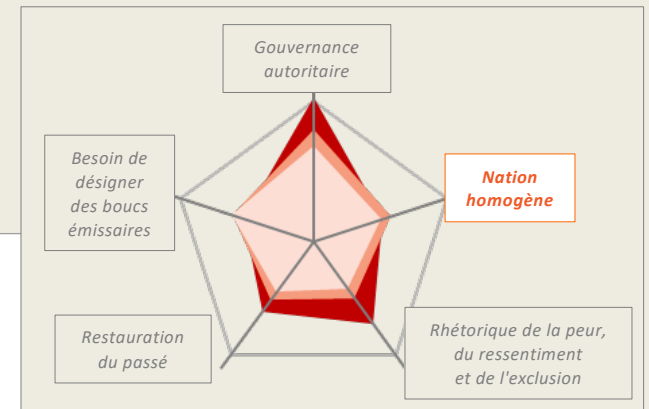 Gouvernance
autoritaire
Besoin de
désigner
des boucs
émissaires
Nation
homogène
Restauration
du passé
Rhétorique de la peur,
du ressentiment
et de l'exclusion